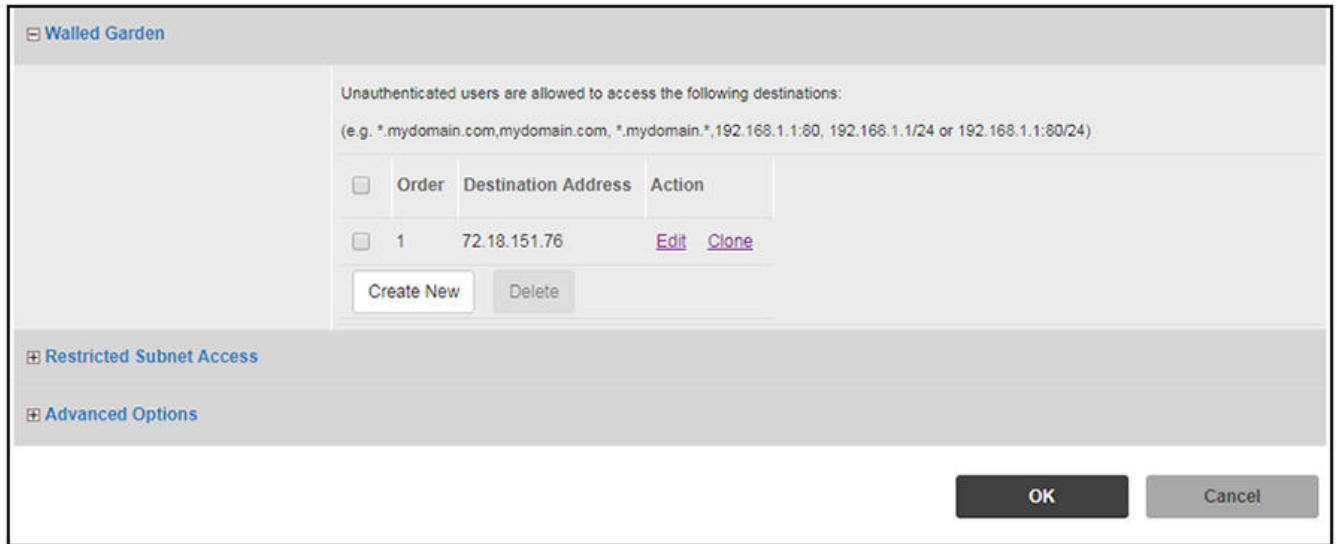 Walled Garden
Unauthenticated users are allowed to access the following destinations:
(e.g. *.mydomain.com,mydomain.com, *.mydomain.*,192.168.1.1:80, 192.168.1.1/24 or 192.168.1.1:80/24)
Order Destination Address Action
1 72.18.151.76 Edit Clone
Create New Delete
Restricted Subnet Access
Advanced Options
OK Cancel